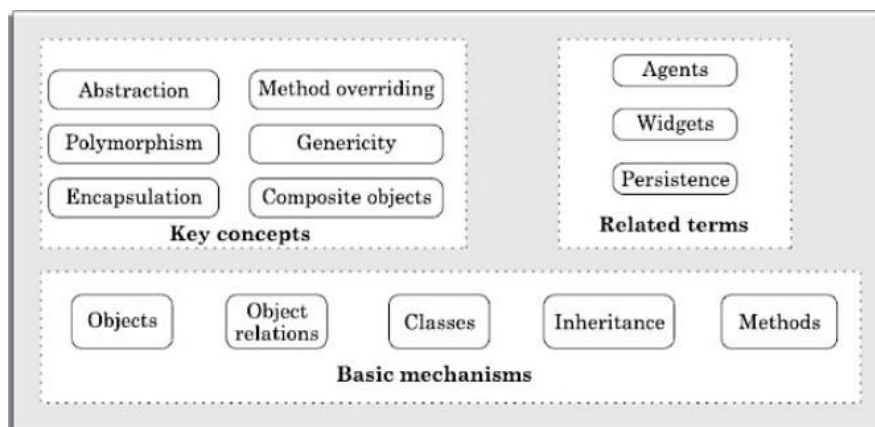 Abstraction
Method overriding
Polymorphism
Genericity
Encapsulation
Composite objects
Key concepts
Agents
Widgets
Persistence
Related terms
Objects
Object
relations
Classes
Inheritance
Methods
Basic mechanisms